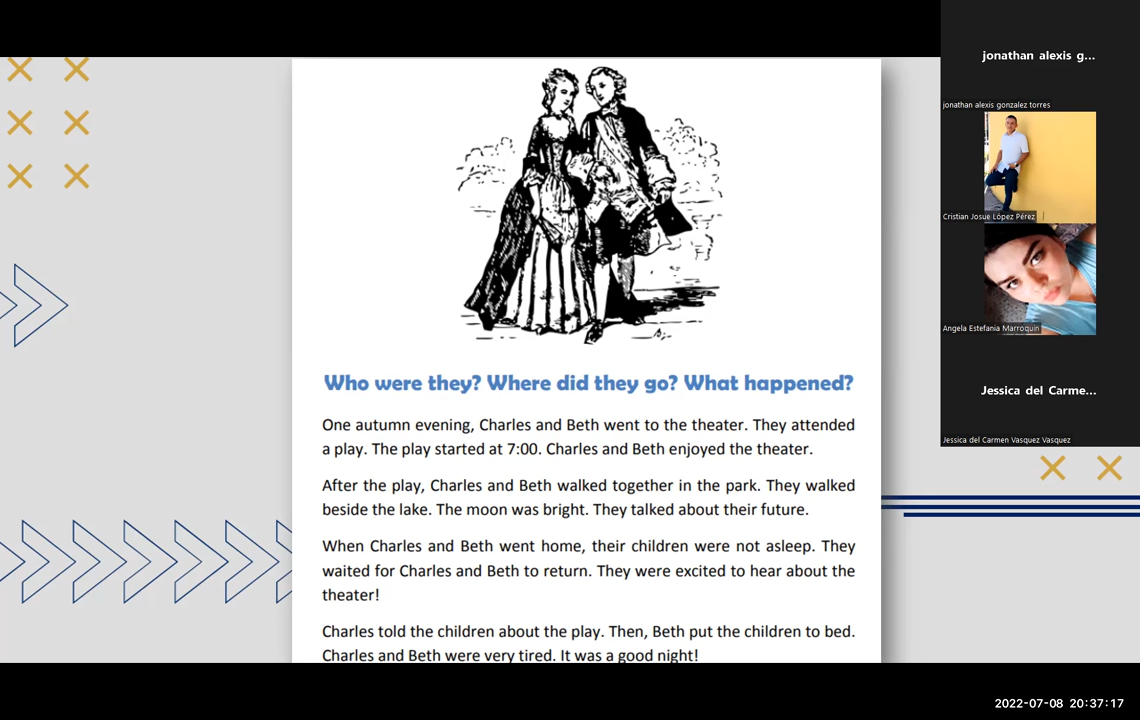 jonathan alexis g...
jonathan alexis gonzalez torres
Cristian Josue López Pérez
Angela Estefania Marroquin
Jessica del Carme...
Jessica del Carmen Vasquez Vasquez
Who were they? Where did they go? What happened?
One autumn evening, Charles and Beth went to the theater. They attended
a play. The play started at 7:00. Charles and Beth enjoyed the theater.
After the play, Charles and Beth walked together in the park. They walked
beside the lake. The moon was bright. They talked about their future.
When Charles and Beth went home, their children were not asleep. They
waited for Charles and Beth to return. They were excited to hear about the
theater!
Charles told the children about the play. Then, Beth put the children to bed.
Charles and Beth were very tired. It was a good night!
2022-07-08 20:37:17